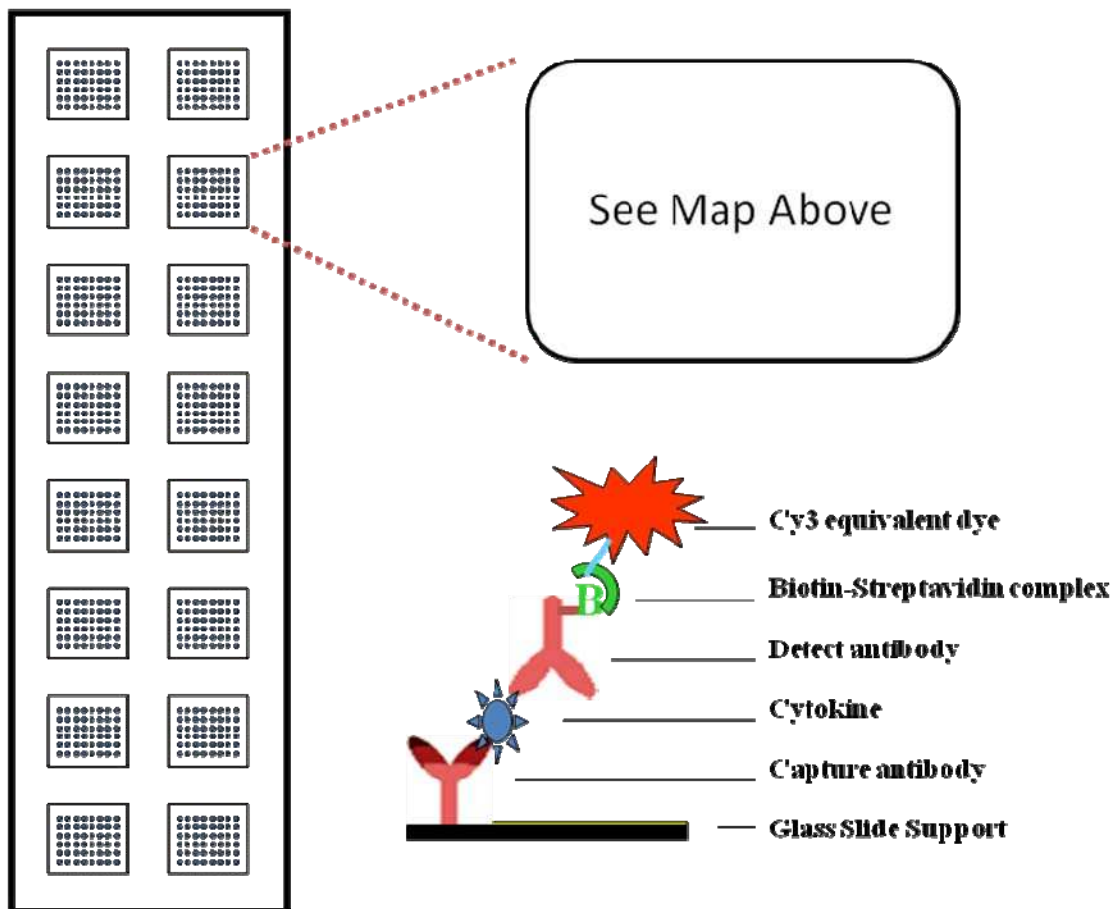 See Map Above
Cy3 equivalent dye
B
Biotin-Streptavidin complex
Detect antibody
Cytokine
Capture antibody
Glass Slide Support